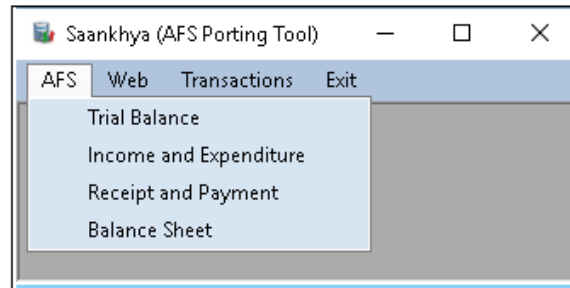 Saankhya (AFS Porting Tool)
AFS Web Transactions Exit
Trial Balance
Income and Expenditure
Receipt and Payment
Balance Sheet